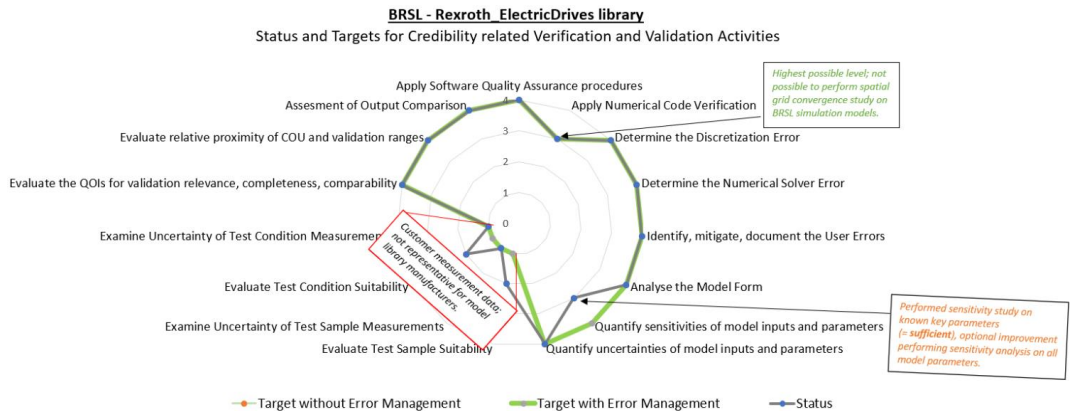 BRSL - Rexroth_ElectricDrives library
Status and Targets for Credibility related Verification and Validation Activities
Highest possible level; not
possible to perform spatial
grid convergence study on
BRSL simulation models.
Apply Software Quality Assurance procedures
4
Assesment of Output Comparison
Apply Numerical Code Verification
3
Evaluate relative proximity of COU and validation ranges
Determine the Discretization Error
2
Evaluate the QOIs for validation relevance, completeness, comparability
1
Determine the Numerical Solver Error
0
Customer measurement data;
not representative for model
library manufacturers.
Examine Uncertainty of Test Condition Measuremen
Identify, mitigate, document the User Errors
Evaluate Test Condition Suitability
Analyse the Model Form
Performed sensitivity study on
known key parameters
(= sufficient), optional improvement
performing sensitivity analysis on all
model parameters.
Examine Uncertainty of Test Sample Measurements
Quantify sensitivities of model inputs and parameters
Evaluate Test Sample Suitability
Quantify uncertainties of model inputs and parameters
Target without Error Management
Target with Error Management
Status